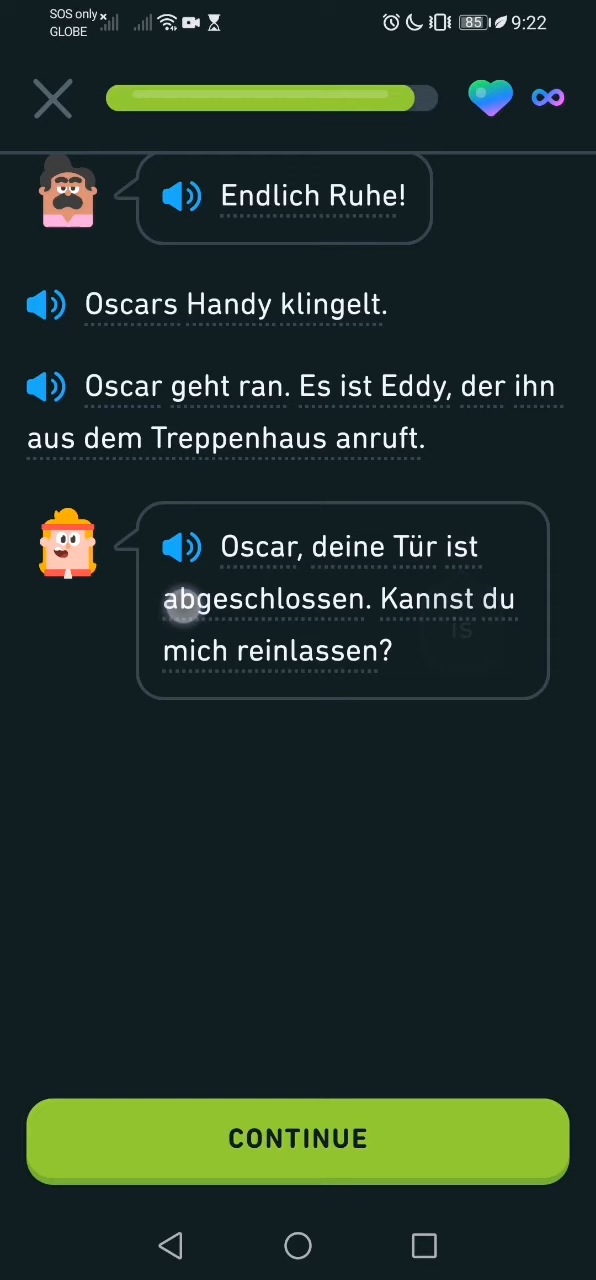 SOS only
GLOBE
85 9:22
Endlich Ruhe!
Oscars Handy klingelt.
Oscar geht ran. Es ist Eddy, der ihn
aus dem Treppenhaus anruft.
Oscar, deine Tür ist
abgeschlossen. Kannst du
mich reinlassen?
is
CONTINUE